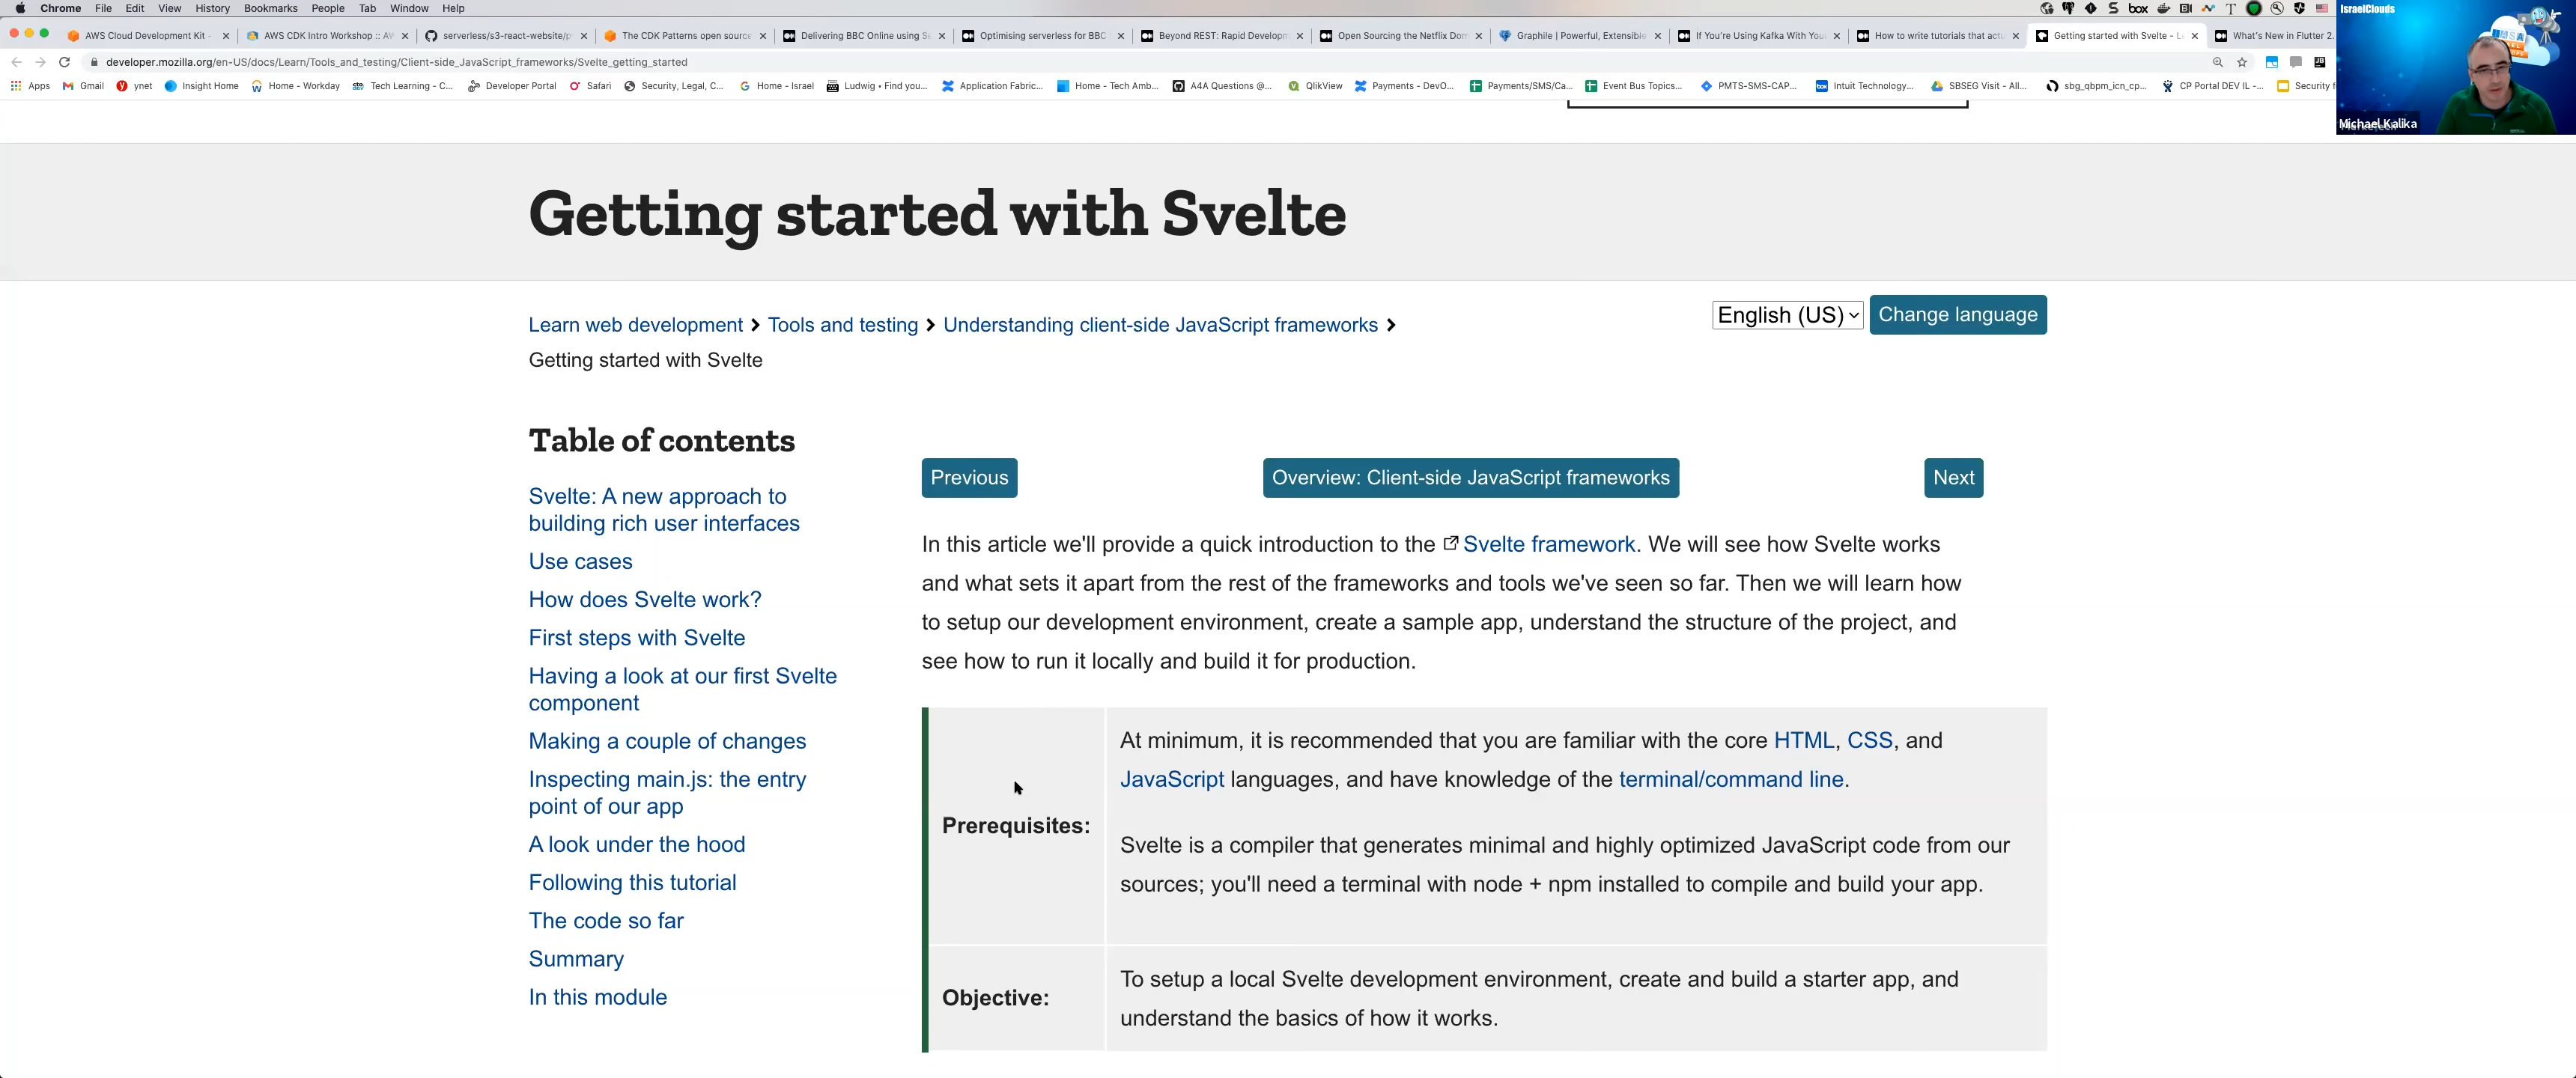 Chrome File Edit View History Bookmarks People Tab Window Help
AWS Cloud Development Kit - AWS CDK Intro Workshop :: AW serverless/s3-react-website/p The CDK Patterns open source Delivering BBC Online using Se Optimising serverless for BBC Beyond REST: Rapid Developm Open Sourcing the Netflix Dom Graphile | Powerful, Extensible If You're Using Kafka With You How to write tutorials that actu Getting started with Svelte - Le What's New in Flutter 2.
developer.mozilla.org/en-US/docs/Learn/Tools_and_testing/Client-side_JavaScript_frameworks/Svelte_getting_started
Apps Gmail ynet Insight Home Home - Workday Tech Learning - C... Developer Portal Safari Security, Legal, C... Home - Israel Ludwig • Find you... Application Fabric... Home - Tech Amb... A4A Questions @... QlikView Payments - DevO... Payments/SMS/Ca... Event Bus Topics... PMTS-SMS-CAP... Intuit Technology... SBSEG Visit - All... sbg_qbpm_icn_cp... CP Portal DEV IL -... Security f
IsraelClouds
Michael Kalika
Getting started with Svelte
Learn web development Tools and testing Understanding client-side JavaScript frameworks
Getting started with Svelte
English (US) Change language
Table of contents
Svelte: A new approach to
building rich user interfaces
Use cases
How does Svelte work?
First steps with Svelte
Having a look at our first Svelte
component
Making a couple of changes
Inspecting main.js: the entry
point of our app
A look under the hood
Following this tutorial
The code so far
Summary
In this module
Previous Overview: Client-side JavaScript frameworks Next
In this article we'll provide a quick introduction to the Svelte framework. We will see how Svelte works
and what sets it apart from the rest of the frameworks and tools we've seen so far. Then we will learn how
to setup our development environment, create a sample app, understand the structure of the project, and
see how to run it locally and build it for production.
Prerequisites:
At minimum, it is recommended that you are familiar with the core HTML, CSS, and
JavaScript languages, and have knowledge of the terminal/command line.
Svelte is a compiler that generates minimal and highly optimized JavaScript code from our
sources; you'll need a terminal with node + npm installed to compile and build your app.
Objective:
To setup a local Svelte development environment, create and build a starter app, and
understand the basics of how it works.